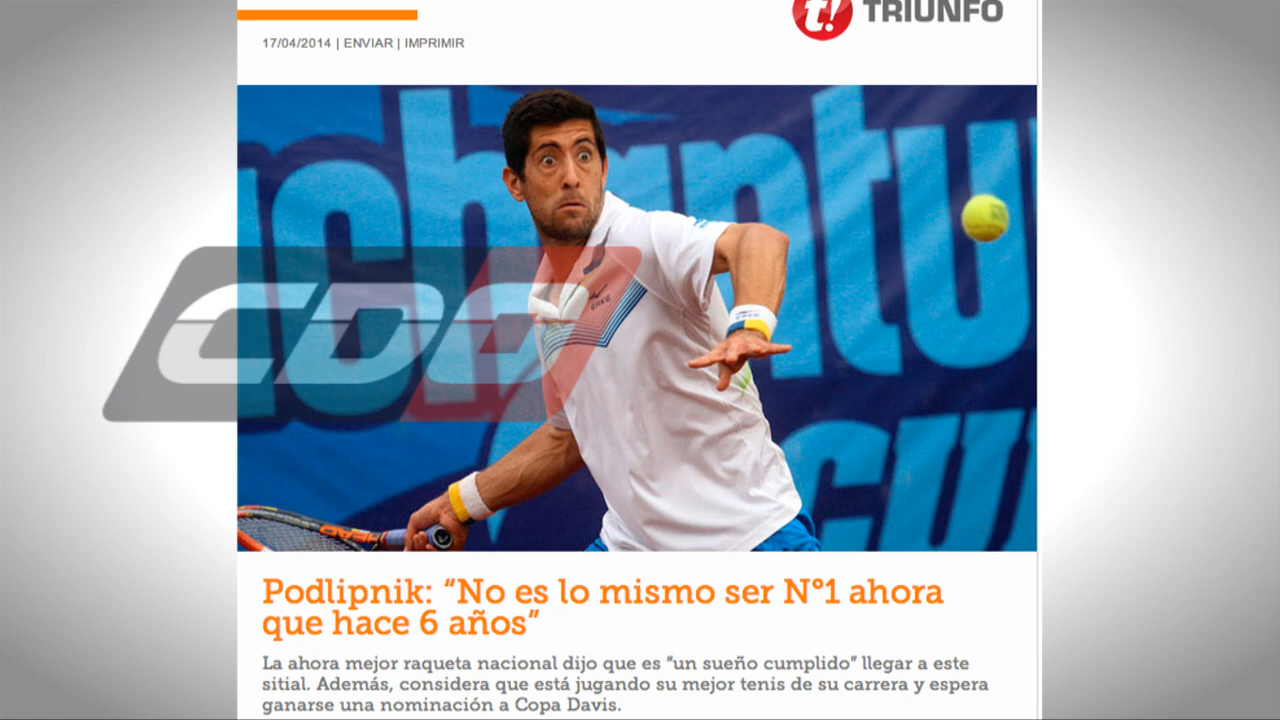 t! TRIUNFO
17/04/2014 | ENVIAR | IMPRIMIR
CDO
HEAD
Podlipnik: “No es lo mismo ser N°1 ahora
que hace 6 años”
La ahora mejor raqueta nacional dijo que es “un sueño cumplido” llegar a este
sitial. Además, considera que está jugando su mejor tenis de su carrera y espera
ganarse una nominación a Copa Davis.